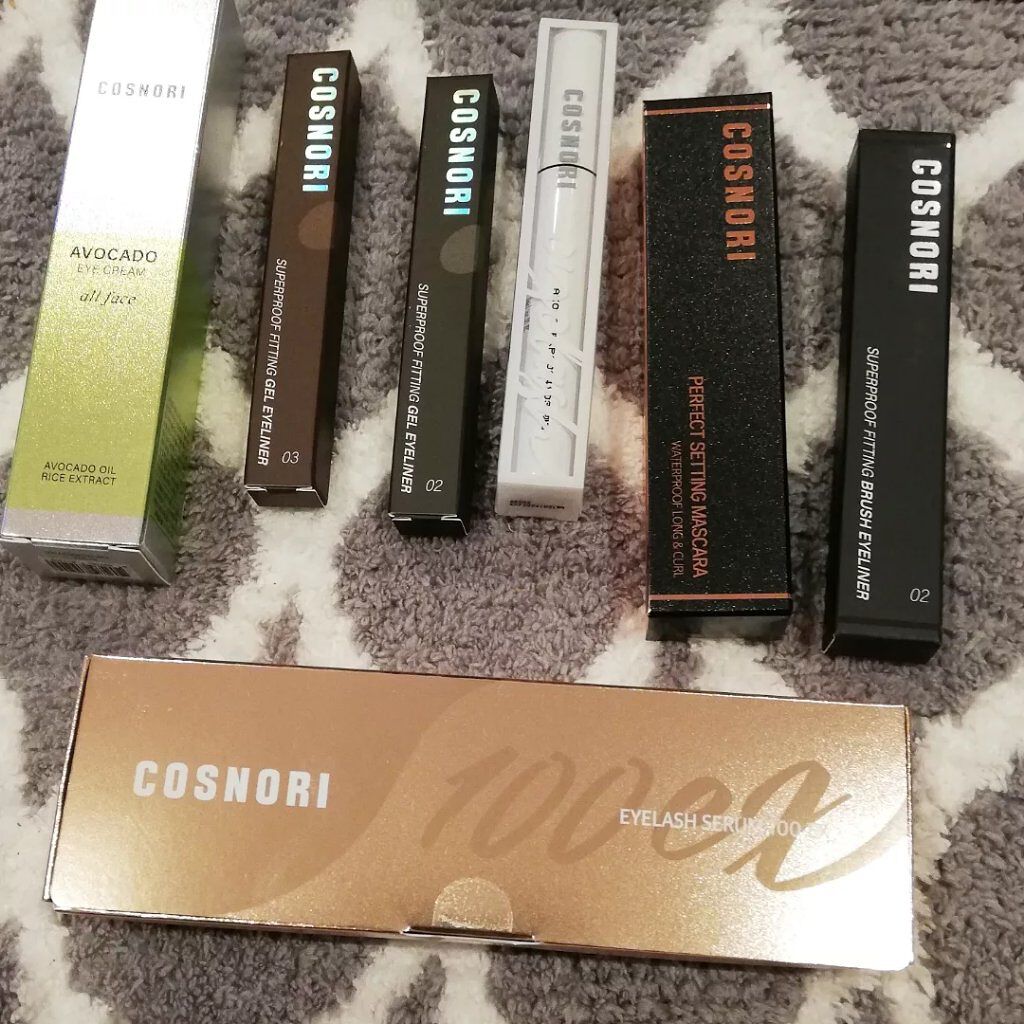 COSNORI
AVOCADO
EYE CREAM
all face
AVOCADO OIL
RICE EXTRACT
COSNORI
SUPERPROOF FITTING GEL EYELINER
03
COSNORI
SUPERPROOF FITTING GEL EYELINER
02
COSNORI
COSNORI
PERFECT SETTING MASCARA
WATERPROOF LONG & CURL
COSNORI
SUPERPROOF FITTING BRUSH EYELINER
02
COSNORI
100ex
EYELASH SERUM 100